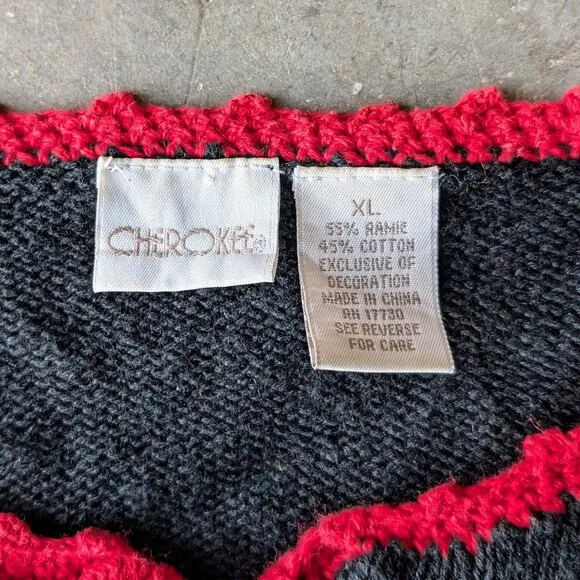 CHEROKEE®
XL
55% RAMIE
45% COTTON
EXCLUSIVE OF
DECORATION
MADE IN CHINA
RN 17730
SEE REVERSE
FOR CARE